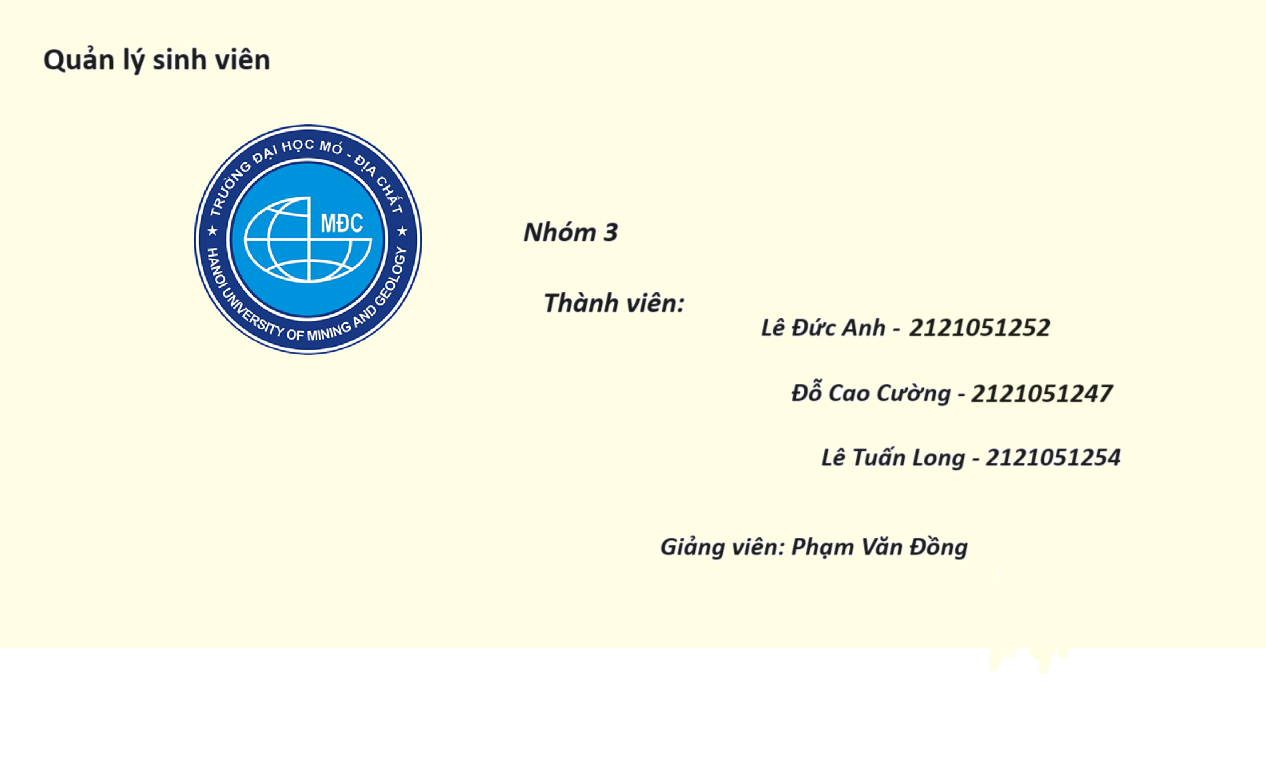 Quản lý sinh viên
TRƯỜNG ĐẠI HỌC MỎ - ĐỊA CHẤT
MĐC
HANOI UNIVERSITY OF MINING AND GEOLOGY
Nhóm 3
Thành viên:
Lê Đức Anh - 2121051252
Đỗ Cao Cường - 2121051247
Lê Tuấn Long - 2121051254
Giảng viên: Phạm Văn Đồng